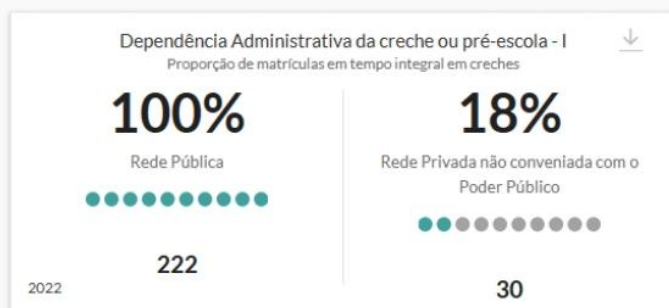 Dependência Administrativa da creche ou pré-escola - I
Proporção de matrículas em tempo integral em creches
100%
Rede Pública
222
2022
18%
Rede Privada não conveniada com o
Poder Público
30